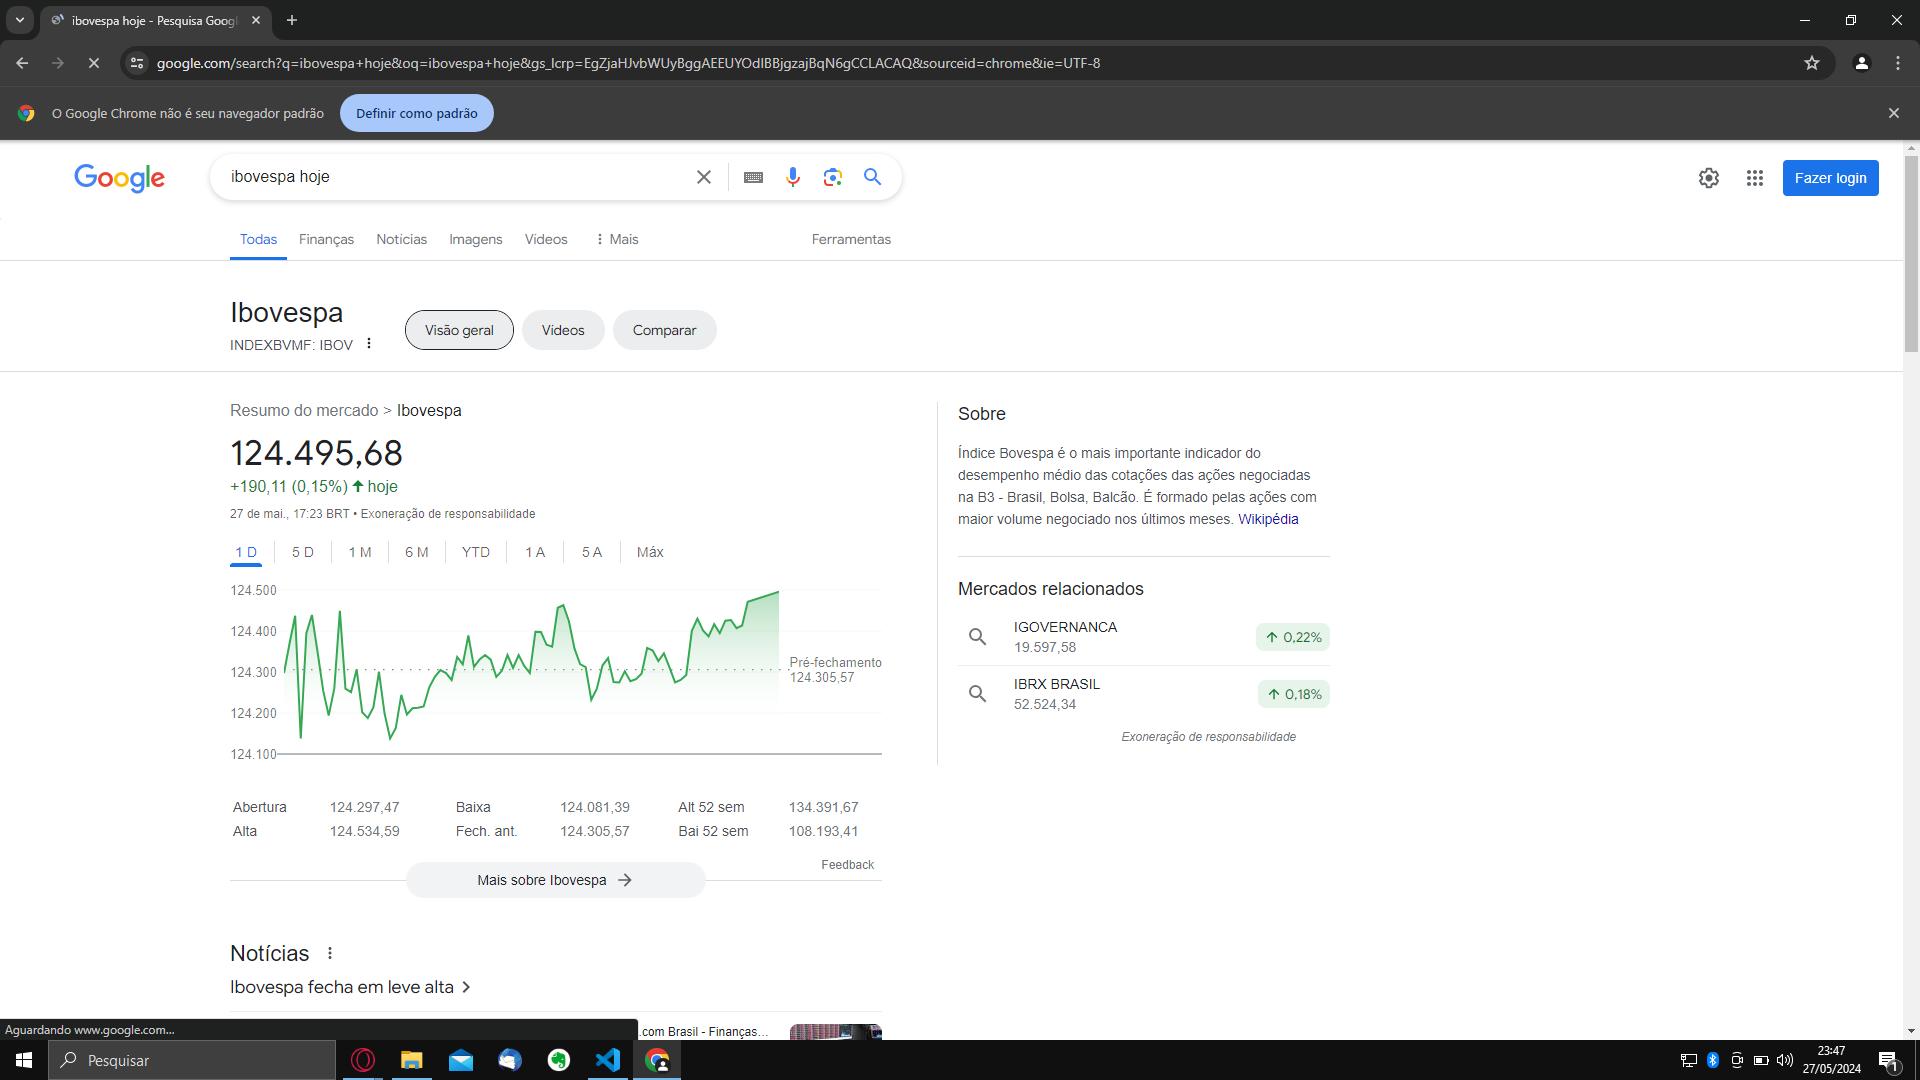 ibovespa hoje - Pesquisa Googl
google.com/search?q=ibovespa+hoje&oq=ibovespa+hoje&gs_lcrp=EgZjaHJvbWUyBggAEEUYOdIBBjgzajBqN6gCCLACAQ&sourceid=chrome&ie=UTF-8
O Google Chrome não é seu navegador padrão
Definir como padrão
Google
ibovespa hoje
Fazer login
Todas
Finanças
Notícias
Imagens
Vídeos
Mais
Ferramentas
Ibovespa
INDEXBVMF: IBOV
Visão geral
Vídeos
Comparar
Resumo do mercado > Ibovespa
124.495,68
+190,11 (0,15%) hoje
27 de mai., 17:23 BRT • Exoneração de responsabilidade
1 D
5 D
1 M
6 M
YTD
1 A
5 A
Máx
124.500
124.400
124.300
124.200
124.100
Pré-fechamento
124.305,57
Abertura 124.297,47 Baixa 124.081,39 Alt 52 sem 134.391,67
Alta 124.534,59 Fech. ant. 124.305,57 Bai 52 sem 108.193,41
Feedback
Mais sobre Ibovespa
Sobre
Índice Bovespa é o mais importante indicador do
desempenho médio das cotações das ações negociadas
na B3 - Brasil, Bolsa, Balcão. É formado pelas ações com
maior volume negociado nos últimos meses. Wikipédia
Mercados relacionados
IGOVERNANCA
19.597,58
0,22%
IBRX BRASIL
52.524,34
0,18%
Exoneração de responsabilidade
Notícias
Ibovespa fecha em leve alta
.com Brasil - Finanças...
Aguardando www.google.com...
Pesquisar
23:47
27/05/2024
1